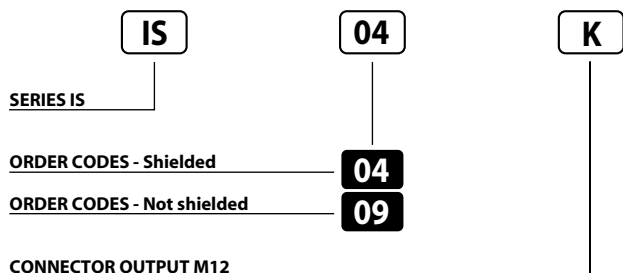 IS 04 K
SERIES IS
ORDER CODES - Shielded 04
ORDER CODES - Not shielded 09
CONNECTOR OUTPUT M12